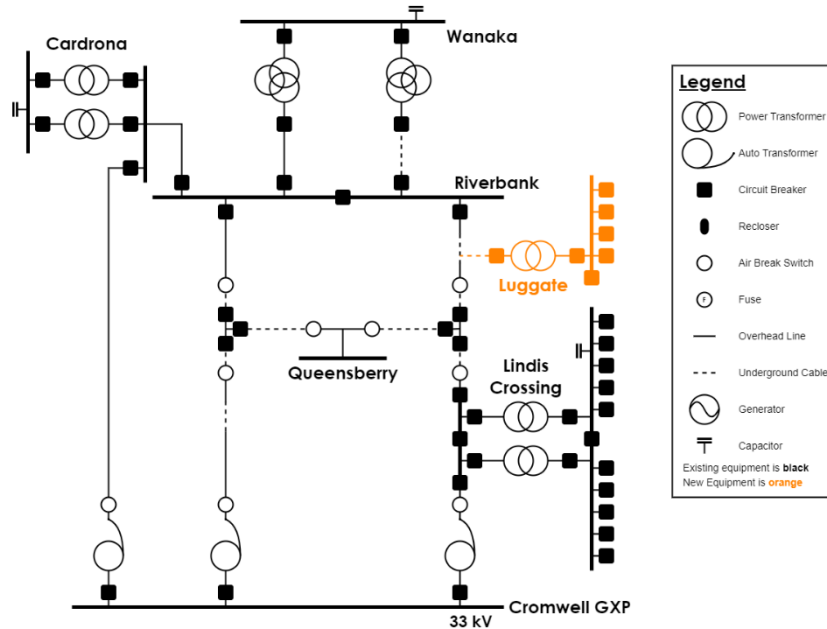 Cardrona
Wanaka
Riverbank
Luggate
Queensberry
Lindis
Crossing
Cromwell GXP
33 kV
Legend
Power Transformer
Auto Transformer
Circuit Breaker
Recloser
Air Break Switch
F
Fuse
Overhead Line
Underground Cable
Generator
Capacitor
Existing equipment is black
New Equipment is orange